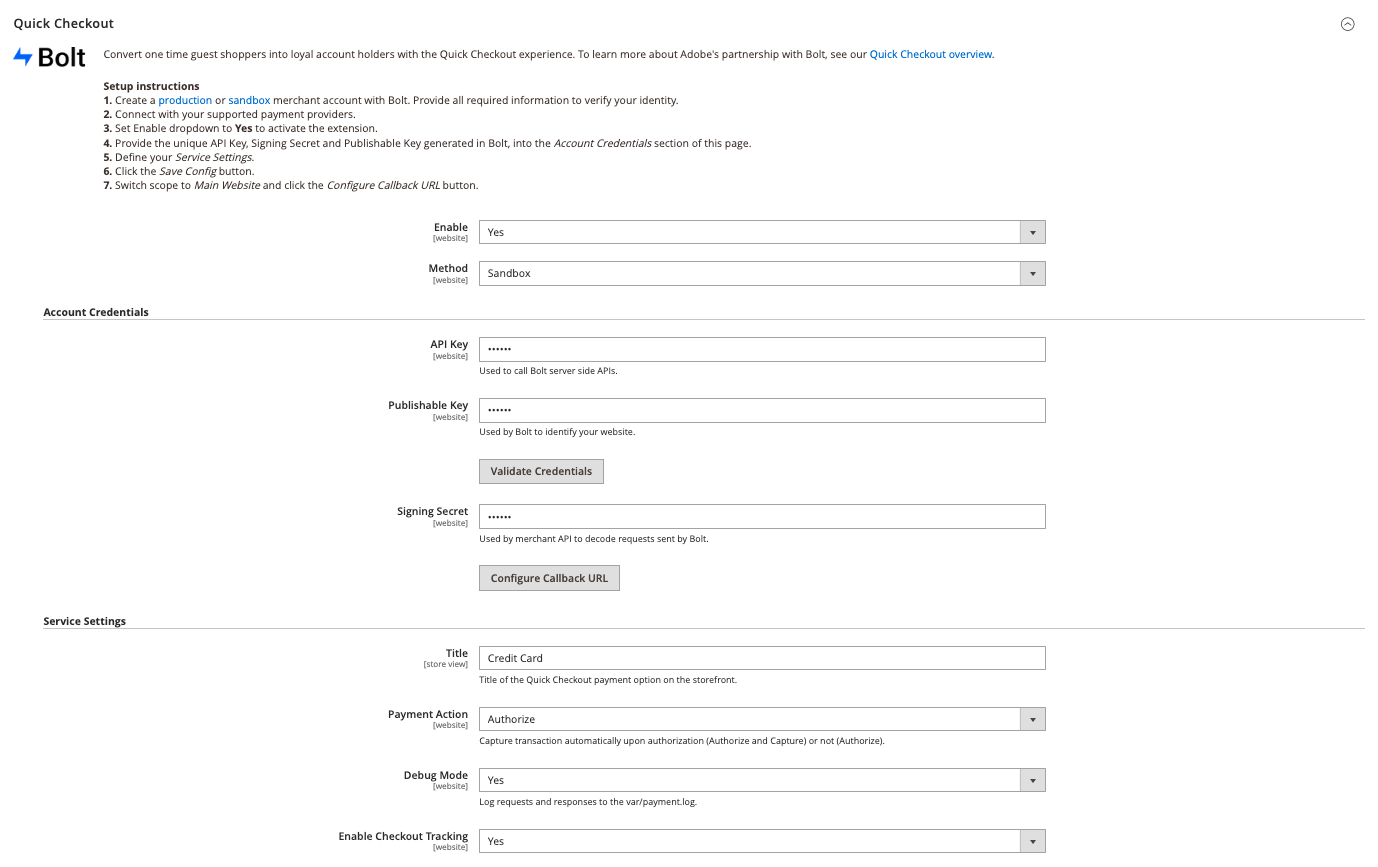 Quick Checkout
Bolt
Convert one time guest shoppers into loyal account holders with the Quick Checkout experience. To learn more about Adobe's partnership with Bolt, see our Quick Checkout overview.
Setup instructions
1. Create a production or sandbox merchant account with Bolt. Provide all required information to verify your identity.
2. Connect with your supported payment providers.
3. Set Enable dropdown to Yes to activate the extension.
4. Provide the unique API Key, Signing Secret and Publishable Key generated in Bolt, into the Account Credentials section of this page.
5. Define your Service Settings.
6. Click the Save Config button.
7. Switch scope to Main Website and click the Configure Callback URL button.
Enable
[website]
Yes
Method
[website]
Sandbox
Account Credentials
API Key
[website]
••••••
Used to call Bolt server side APIs.
Publishable Key
[website]
••••••
Used by Bolt to identify your website.
Validate Credentials
Signing Secret
[website]
••••••
Used by merchant API to decode requests sent by Bolt.
Configure Callback URL
Service Settings
Title
[store view]
Credit Card
Title of the Quick Checkout payment option on the storefront.
Payment Action
[website]
Authorize
Capture transaction automatically upon authorization (Authorize and Capture) or not (Authorize).
Debug Mode
[website]
Yes
Log requests and responses to the var/payment.log.
Enable Checkout Tracking
[website]
Yes